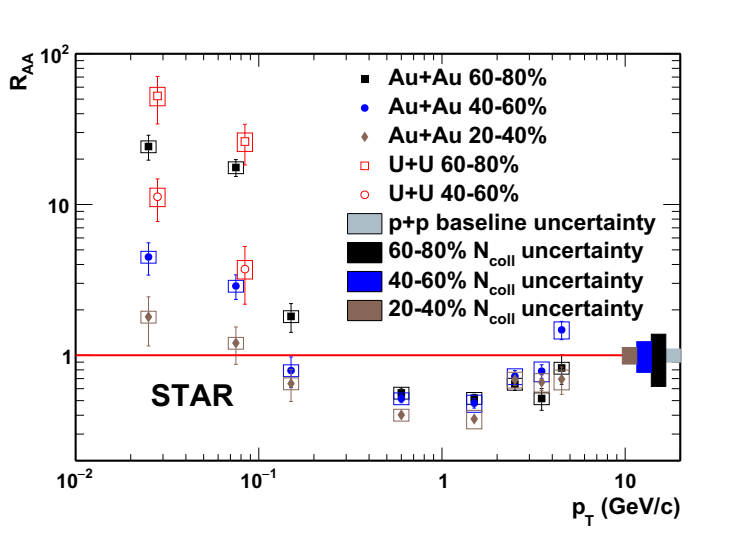 R_AA
10^2
10
1
Au+Au 60-80%
Au+Au 40-60%
Au+Au 20-40%
U+U 60-80%
U+U 40-60%
p+p baseline uncertainty
60-80% N_coll uncertainty
40-60% N_coll uncertainty
20-40% N_coll uncertainty
STAR
10^−2 10^−1 1 10
p_T (GeV/c)